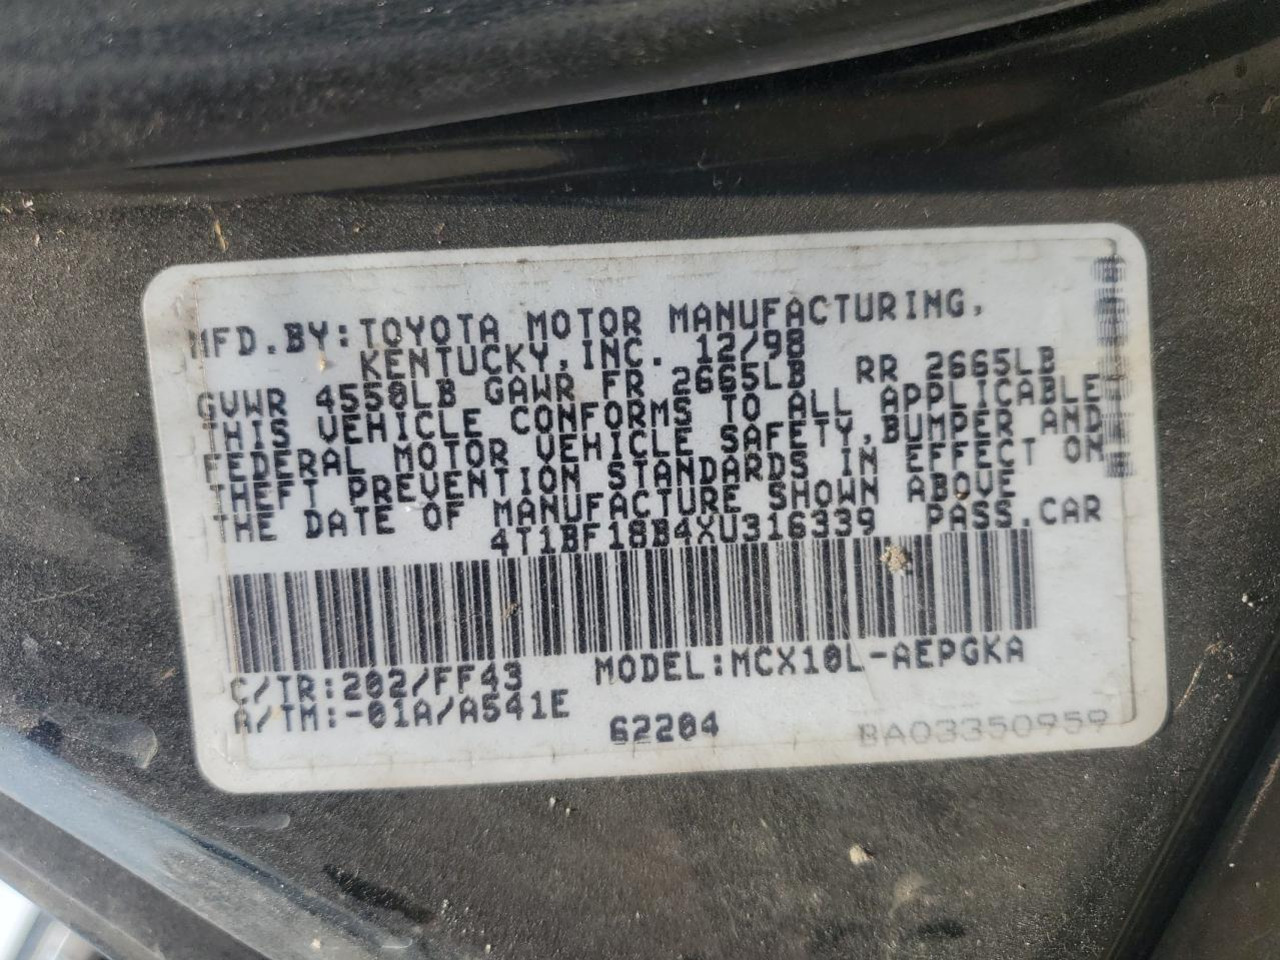 MFD.BY:TOYOTA MOTOR MANUFACTURING,
KENTUCKY,INC. 12/98
GVWR 4550LB GAWR FR 2665LB RR 2665LB
THIS VEHICLE CONFORMS TO ALL APPLICABLE
FEDERAL MOTOR VEHICLE SAFETY,BUMPER AND
THEFT PREVENTION STANDARDS IN EFFECT ON
THE DATE OF MANUFACTURE SHOWN ABOVE
4T1BF18B4XU316339 PASS.CAR
C/TR:202/FF43 MODEL:MCX10L-AEPGKA
A/TM:-01A/A541E
62204 BA03350959